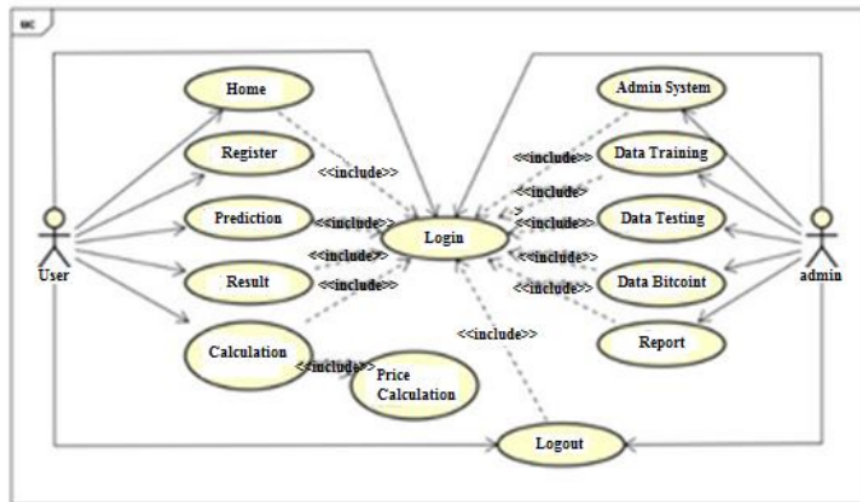 uc
Home
Admin System
Register
<<include>>
<<include>>
Data Training
<<include>>
>
Prediction
<<include>>
Login
<<include>>
Data Testing
User
Result
<<include>>
<<include>>
<<include>>
<<include>>
Data Bitcoint
admin
Calculation
<<include>>
Price
Calculation
<<include>>
Report
Logout